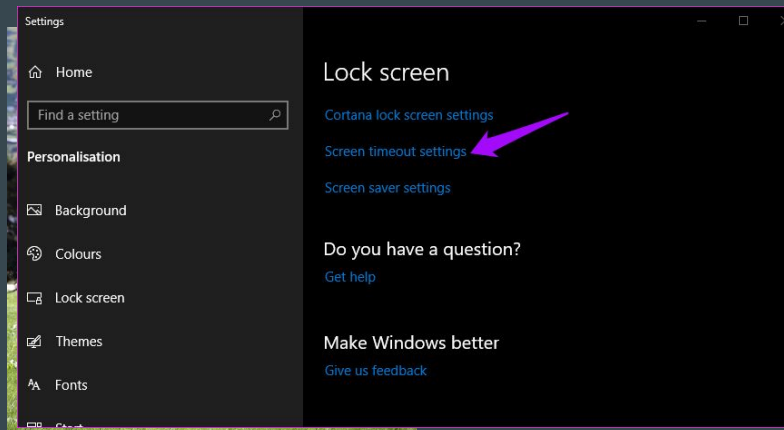 Settings
Home
Find a setting
Personalisation
Background
Colours
Lock screen
Themes
Fonts
Start
Lock screen
Cortana lock screen settings
Screen timeout settings
Screen saver settings
Do you have a question?
Get help
Make Windows better
Give us feedback